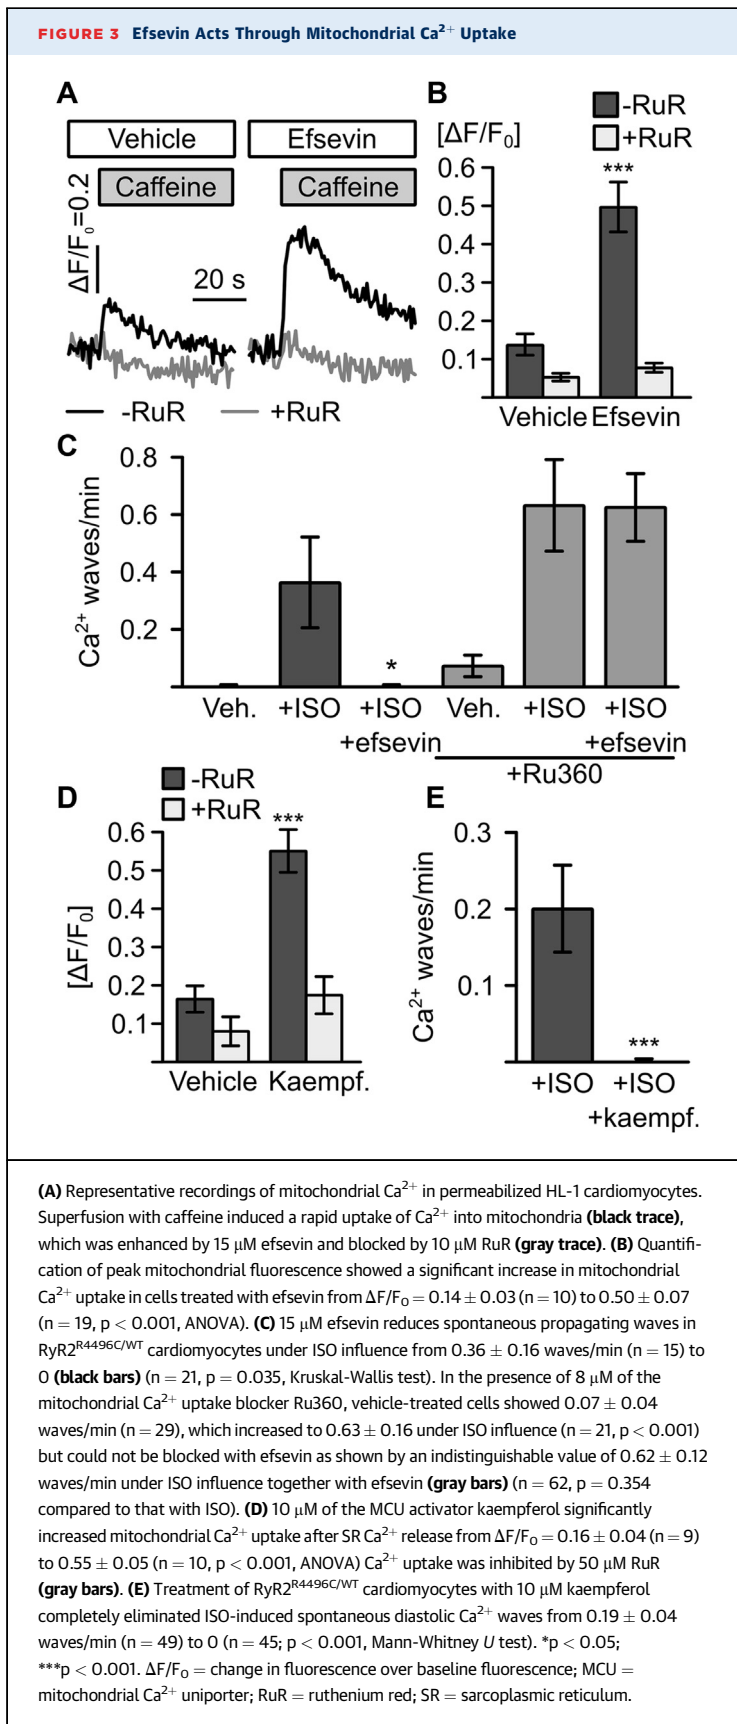 FIGURE 3 Efsevin Acts Through Mitochondrial Ca²⁺ Uptake
A
Vehicle
Efsevin
Caffeine
Caffeine
ΔF/F₀=0.2
20 s
-RuR
+RuR
B
-RuR
+RuR
[ΔF/F₀]
***
0.6
0.5
0.4
0.3
0.2
0.1
Vehicle Efsevin
C
Ca²⁺ waves/min
0.8
0.6
0.4
0.2
*
Veh. +ISO +ISO Veh. +ISO +ISO
+efsevin +efsevin
+Ru360
D
-RuR
+RuR
***
[ΔF/F₀]
0.6
0.5
0.4
0.3
0.2
0.1
Vehicle Kaempf.
E
Ca²⁺ waves/min
0.3
0.2
0.1
***
+ISO +ISO
+kaempf.
(A) Representative recordings of mitochondrial Ca²⁺ in permeabilized HL-1 cardiomyocytes.
Superfusion with caffeine induced a rapid uptake of Ca²⁺ into mitochondria (black trace),
which was enhanced by 15 μM efsevin and blocked by 10 μM RuR (gray trace). (B) Quantifi-
cation of peak mitochondrial fluorescence showed a significant increase in mitochondrial
Ca²⁺ uptake in cells treated with efsevin from ΔF/F₀ = 0.14 ± 0.03 (n = 10) to 0.50 ± 0.07
(n = 19, p < 0.001, ANOVA). (C) 15 μM efsevin reduces spontaneous propagating waves in
RyR2ᴿ⁴⁴⁹⁶ᶜ/ᵂᵀ cardiomyocytes under ISO influence from 0.36 ± 0.16 waves/min (n = 15) to
0 (black bars) (n = 21, p = 0.035, Kruskal-Wallis test). In the presence of 8 μM of the
mitochondrial Ca²⁺ uptake blocker Ru360, vehicle-treated cells showed 0.07 ± 0.04
waves/min (n = 29), which increased to 0.63 ± 0.16 under ISO influence (n = 21, p < 0.001)
but could not be blocked with efsevin as shown by an indistinguishable value of 0.62 ± 0.12
waves/min under ISO influence together with efsevin (gray bars) (n = 62, p = 0.354
compared to that with ISO). (D) 10 μM of the MCU activator kaempferol significantly
increased mitochondrial Ca²⁺ uptake after SR Ca²⁺ release from ΔF/F₀ = 0.16 ± 0.04 (n = 9)
to 0.55 ± 0.05 (n = 10, p < 0.001, ANOVA) Ca²⁺ uptake was inhibited by 50 μM RuR
(gray bars). (E) Treatment of RyR2ᴿ⁴⁴⁹⁶ᶜ/ᵂᵀ cardiomyocytes with 10 μM kaempferol
completely eliminated ISO-induced spontaneous diastolic Ca²⁺ waves from 0.19 ± 0.04
waves/min (n = 49) to 0 (n = 45; p < 0.001, Mann-Whitney U test). *p < 0.05;
***p < 0.001. ΔF/F₀ = change in fluorescence over baseline fluorescence; MCU =
mitochondrial Ca²⁺ uniporter; RuR = ruthenium red; SR = sarcoplasmic reticulum.